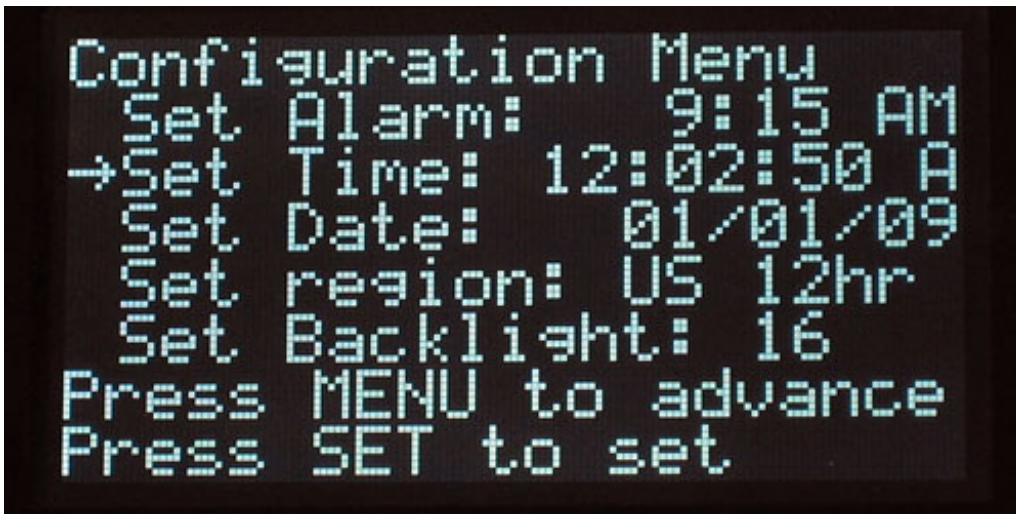 Configuration Menu
Set Alarm: 9:15 AM
→Set Time: 12:02:50 A
Set Date: 01/01/09
Set region: US 12hr
Set Backlight: 16
Press MENU to advance
Press SET to set